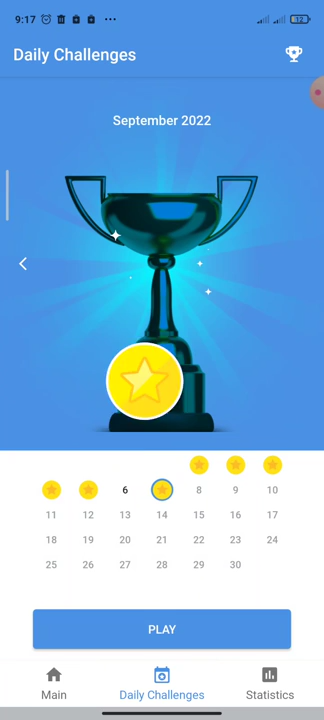 9:17
12
Daily Challenges
September 2022
6 8 9 10
11 12 13 14 15 16 17
18 19 20 21 22 23 24
25 26 27 28 29 30
PLAY
Main Daily Challenges Statistics